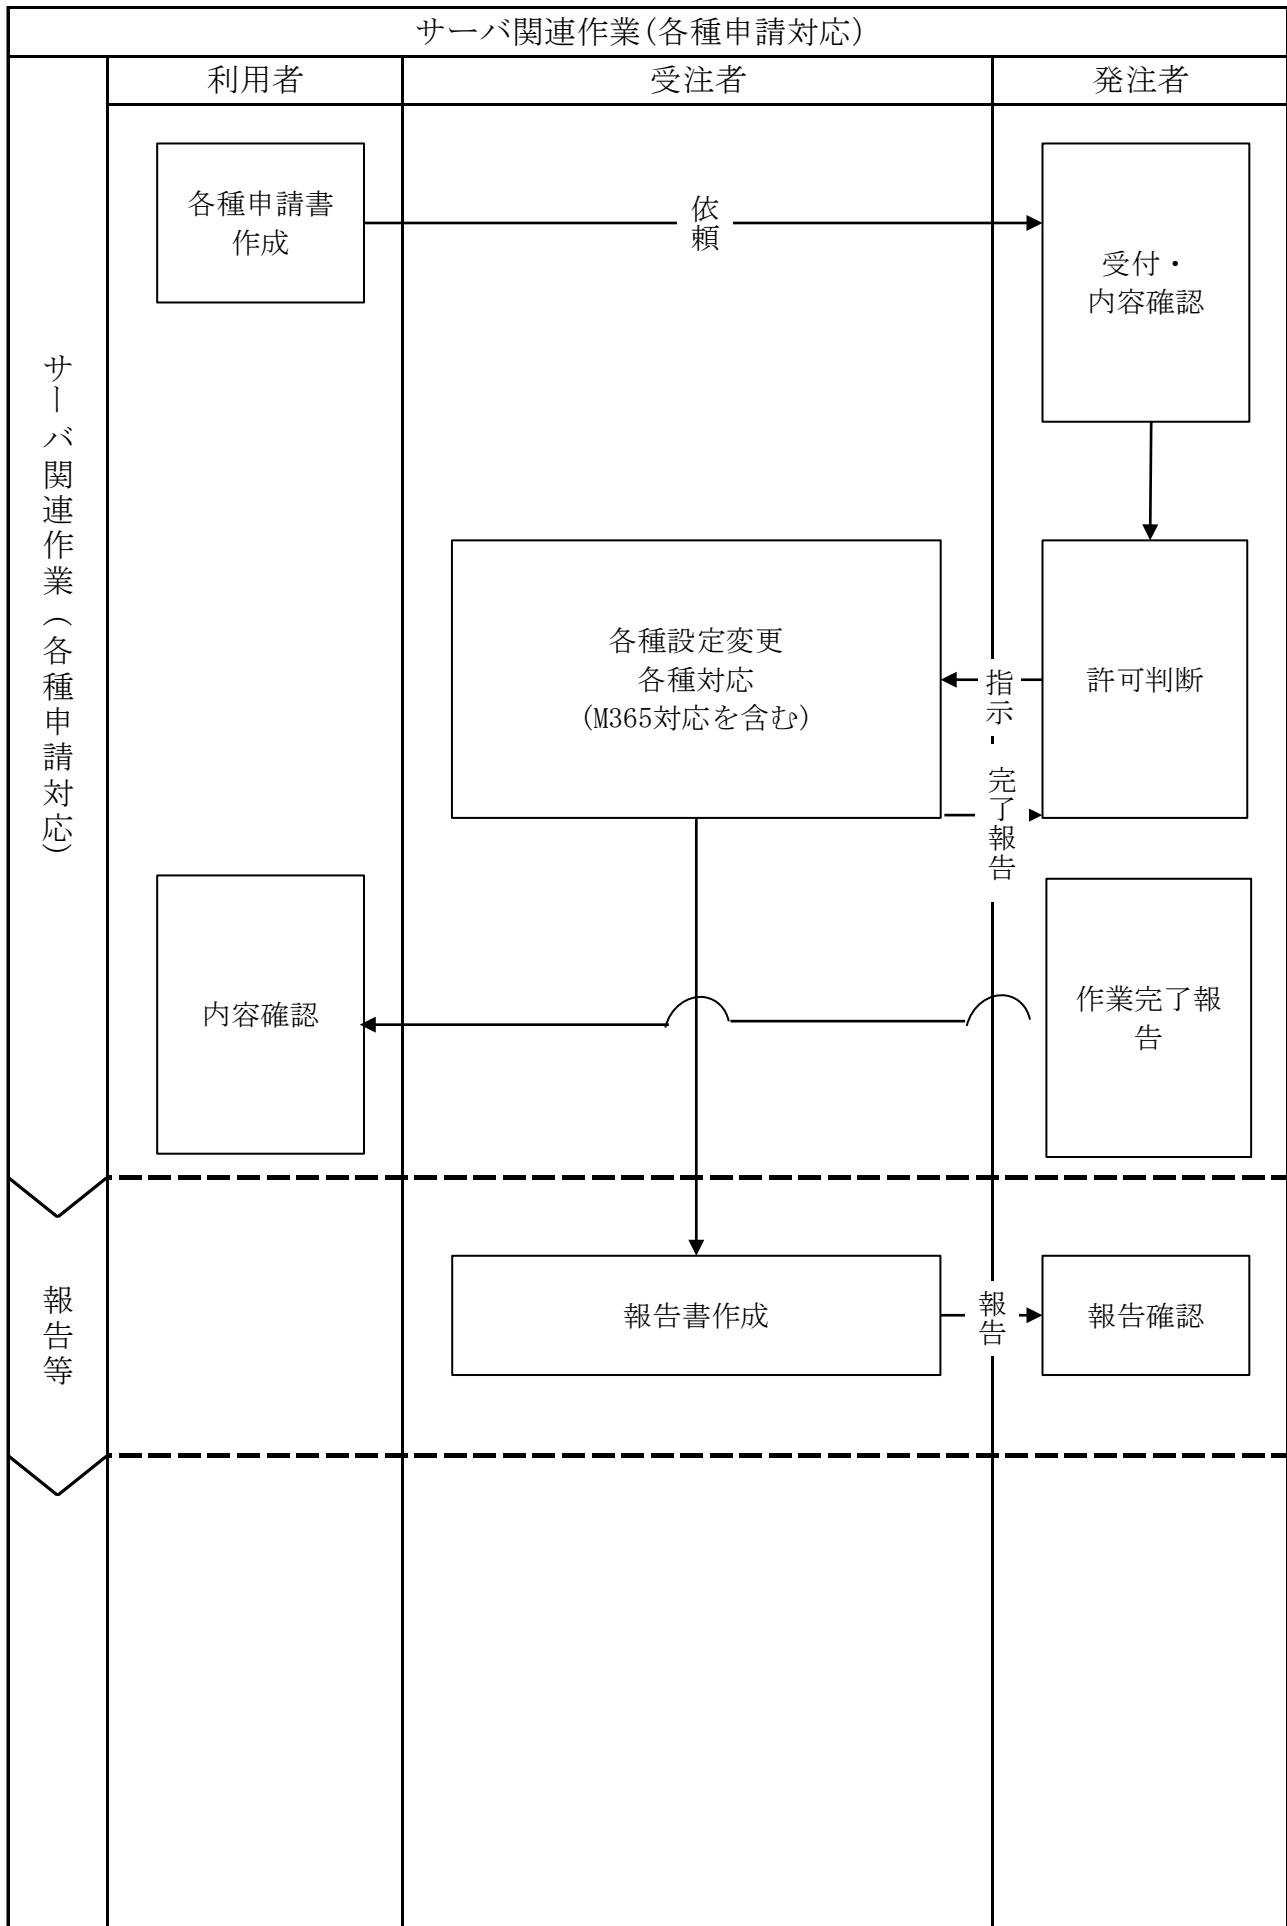 サーバ関連作業(各種申請対応)
利用者
受注者
発注者
サーバ関連作業(各種申請対応)
各種申請書
作成
依頼
受付・
内容確認
各種設定変更
各種対応
(M365対応を含む)
指示
許可判断
完了報告
内容確認
作業完了報
告
報告等
報告書作成
報告
報告確認